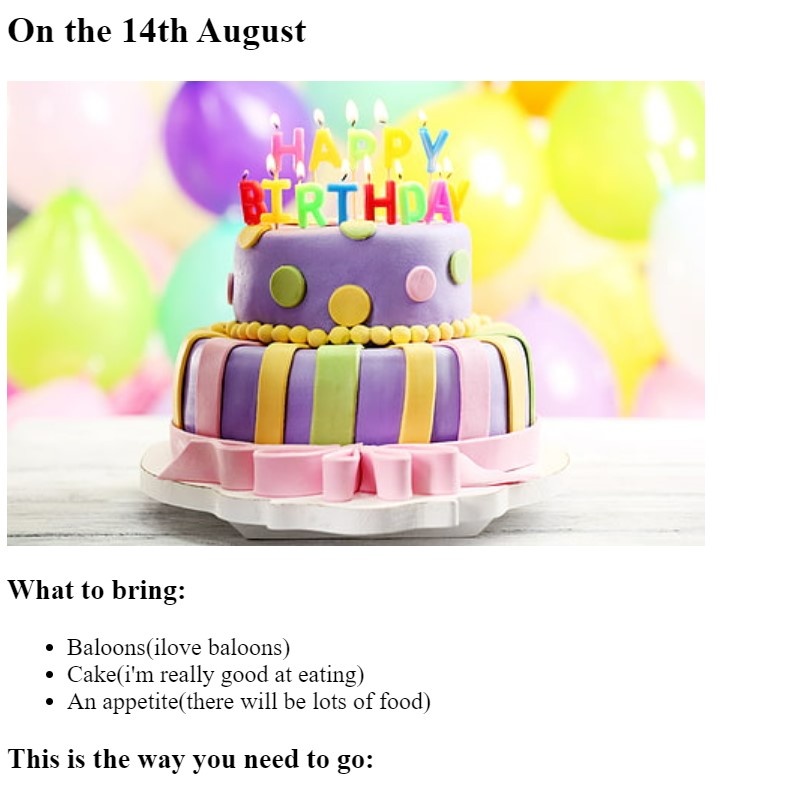 On the 14th August
HAPPY
BIRTHDAY
What to bring:
Baloons(ilove baloons)
Cake(i'm really good at eating)
An appetite(there will be lots of food)
This is the way you need to go: